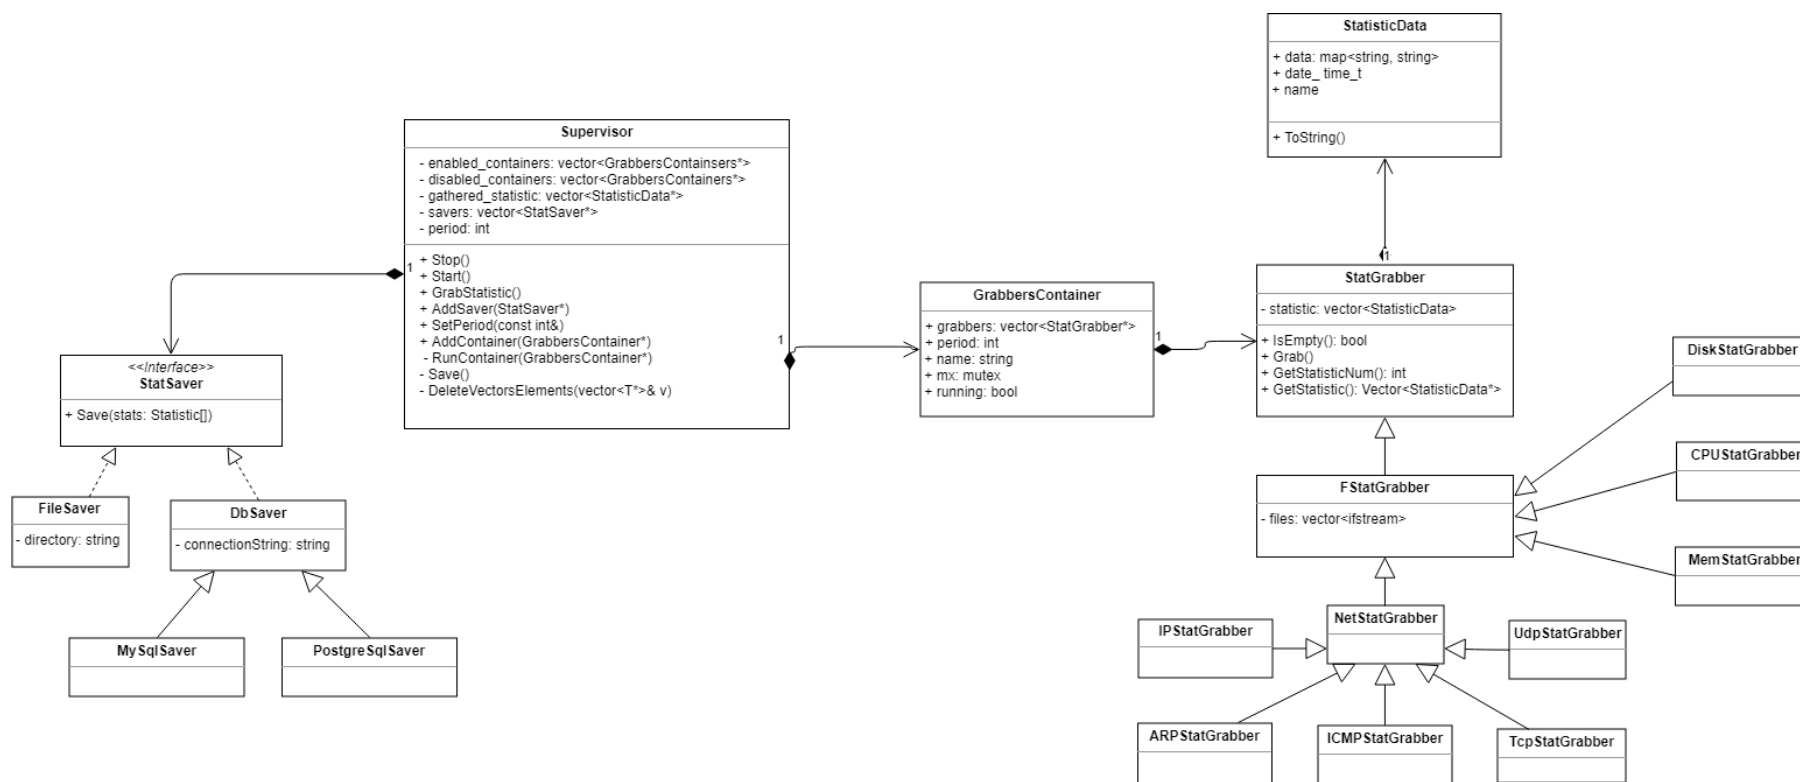 StatisticData
+ data: map<string, string>
+ date_ time_t
+ name
+ ToString()
Supervisor
- enabled_containers: vector<GrabbersContainsers*>
- disabled_containers: vector<GrabbersContainers*>
- gathered_statistic: vector<StatisticData*>
- savers: vector<StatSaver*>
- period: int
+ Stop()
+ Start()
+ GrabStatistic()
+ AddSaver(StatSaver*)
+ SetPeriod(const int&)
+ AddContainer(GrabbersContainer*)
- RunContainer(GrabbersContainer*)
- Save()
- DeleteVectorsElements(vector<T*>& v)
1
1
<<Interface>>
StatSaver
+ Save(stats: Statistic[])
FileSaver
- directory: string
DbSaver
- connectionString: string
MySqlSaver
PostgreSqlSaver
GrabbersContainer
+ grabbers: vector<StatGrabber*>
+ period: int
+ name: string
+ mx: mutex
+ running: bool
1
1
StatGrabber
- statistic: vector<StatisticData>
+ IsEmpty(): bool
+ Grab()
+ GetStatisticNum(): int
+ GetStatistic(): Vector<StatisticData*>
FStatGrabber
- files: vector<ifstream>
DiskStatGrabber
CPUStatGrabber
MemStatGrabber
NetStatGrabber
IPStatGrabber
UdpStatGrabber
ARPStatGrabber
ICMPStatGrabber
TcpStatGrabber